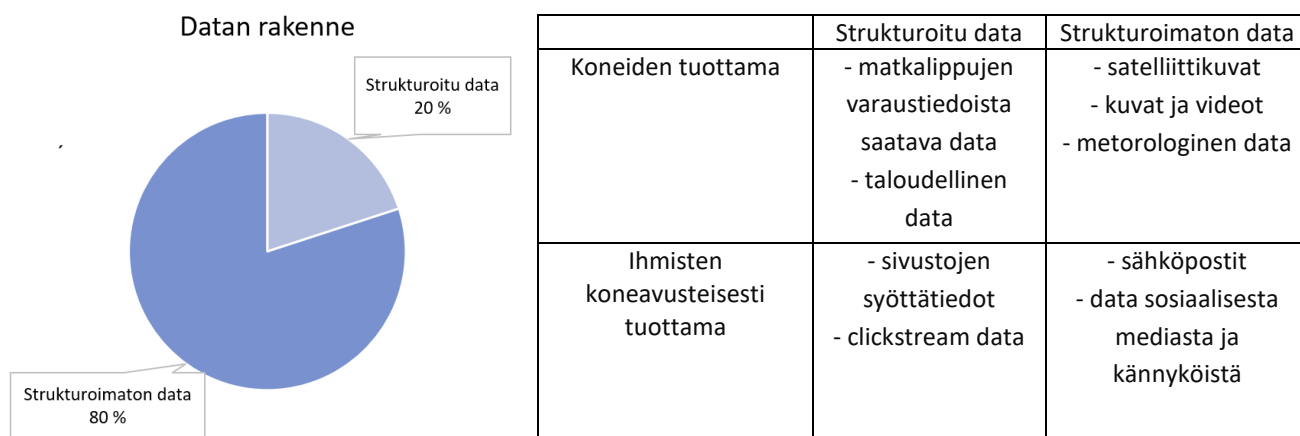 Datan rakenne
Strukturoitu data
20 %
´
Strukturoimaton data
80 %
Strukturoitu data
Strukturoimaton data
Koneiden tuottama
- matkalippujen
varaustiedoista
saatava data
- taloudellinen
data
- satelliittikuvat
- kuvat ja videot
- metorologinen data
Ihmisten
koneavusteisesti
tuottama
- sivustojen
syöttätiedot
- clickstream data
- sähköpostit
- data sosiaalisesta
mediasta ja
kännyköistä